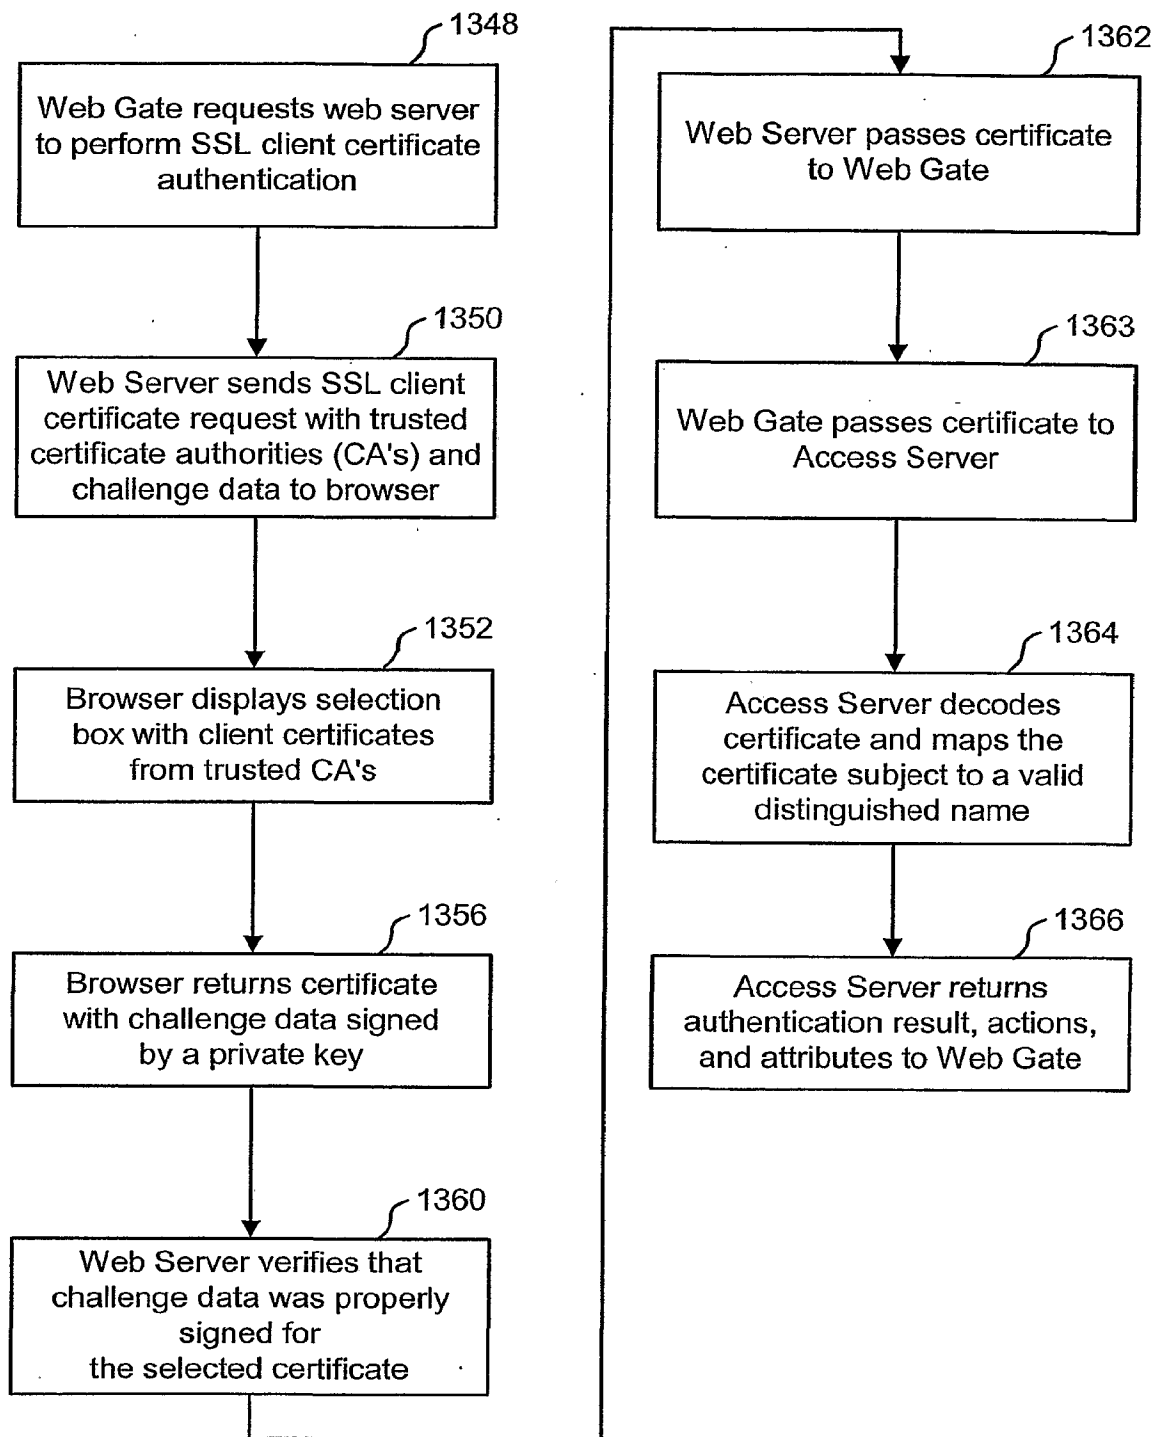 1348
Web Gate requests web server
to perform SSL client certificate
authentication
1350
Web Server sends SSL client
certificate request with trusted
certificate authorities (CA's) and
challenge data to browser
1352
Browser displays selection
box with client certificates
from trusted CA's
1356
Browser returns certificate
with challenge data signed
by a private key
1360
Web Server verifies that
challenge data was properly
signed for
the selected certificate
1362
Web Server passes certificate
to Web Gate
1363
Web Gate passes certificate to
Access Server
1364
Access Server decodes
certificate and maps the
certificate subject to a valid
distinguished name
1366
Access Server returns
authentication result, actions,
and attributes to Web Gate